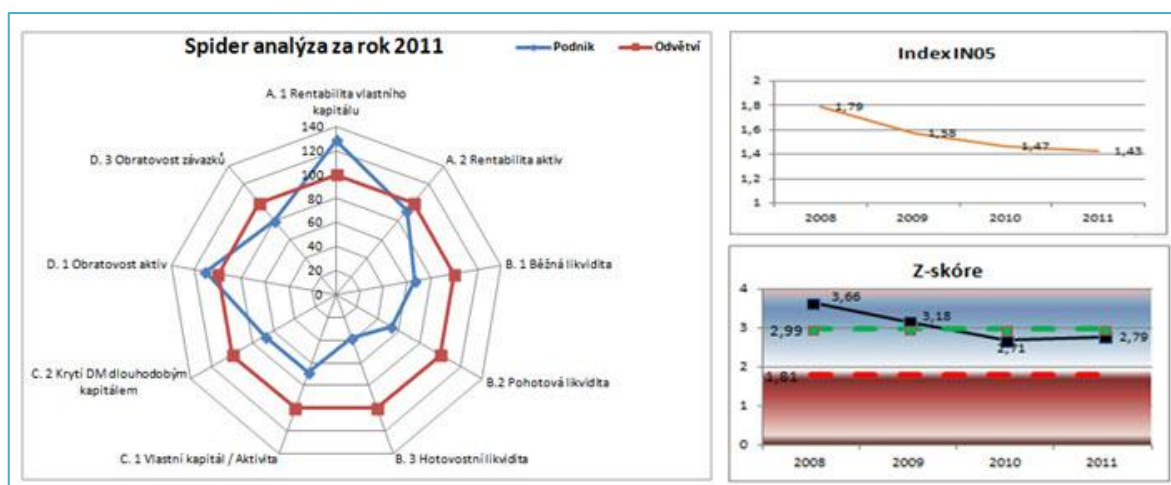 Spider analýza za rok 2011
Podnik
Odvětví
A. 1 Rentabilita vlastního
kapitálu
140
120
100
80
60
40
20
0
A. 2 Rentabilita aktiv
B. 1 Běžná likvidita
B.2 Pohotová likvidita
B. 3 Hotovostní likvidita
C. 1 Vlastní kapitál / Aktivita
C. 2 Krytí DM dlouhodobým
kapitálem
D. 1 Obratovost aktiv
D. 3 Obratovost závazků
Index IN05
2
1,8
1,6
1,4
1,2
1
1,79
1,58
1,47
1,43
2008 2009 2010 2011
Z-skóre
4
3
2
1
0
3,66
3,18
2,99
2,71
2,79
1,81
2008 2009 2010 2011